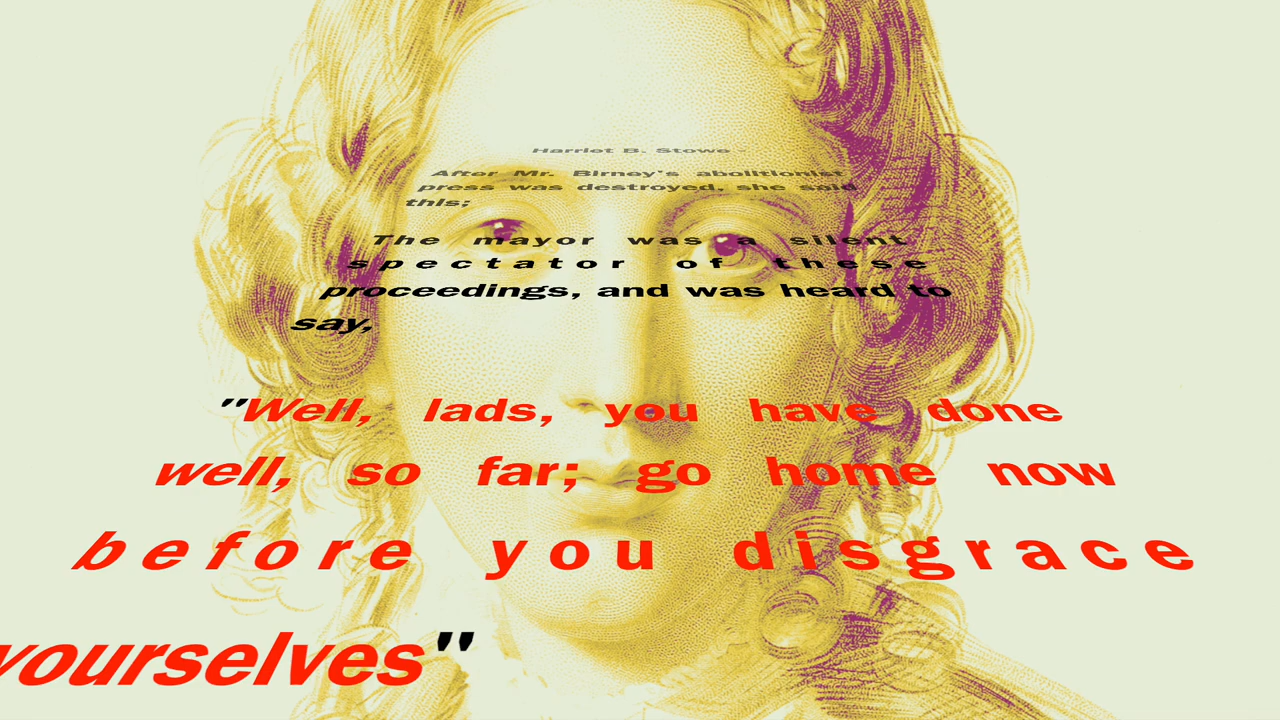 Harriet B. Stowe -
After Mr. Birney's abolitionist
press was destroyed, she said
this;
The mayor was a silent
spectator of these
proceedings, and was heard to
say,
"Well, lads, you have done
well, so far; go home now
before you disgrace
yourselves"